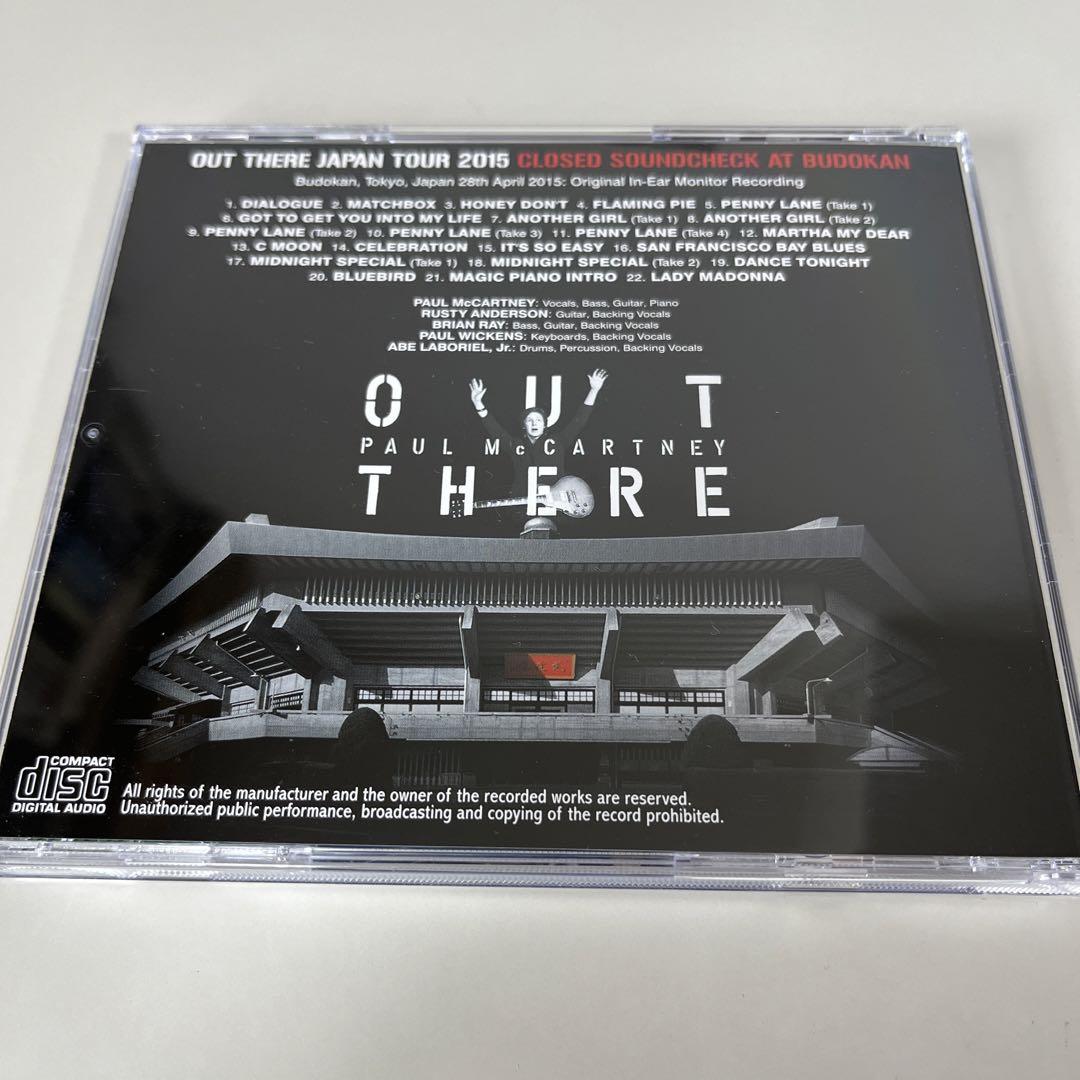 OUT THERE JAPAN TOUR 2015 CLOSED SOUNDCHECK AT BUDOKAN
Budokan, Tokyo, Japan 28th April 2015: Original In-Ear Monitor Recording
1. DIALOGUE 2. MATCHBOX 3. HONEY DON'T 4. FLAMING PIE 5. PENNY LANE (Take 1)
6. GOT TO GET YOU INTO MY LIFE 7. ANOTHER GIRL (Take 1) 8. ANOTHER GIRL (Take 2)
9. PENNY LANE (Take 2) 10. PENNY LANE (Take 3) 11. PENNY LANE (Take 4) 12. MARTHA MY DEAR
13. C MOON 14. CELEBRATION 15. IT'S SO EASY 16. SAN FRANCISCO BAY BLUES
17. MIDNIGHT SPECIAL (Take 1) 18. MIDNIGHT SPECIAL (Take 2) 19. DANCE TONIGHT
20. BLUEBIRD 21. MAGIC PIANO INTRO 22. LADY MADONNA
PAUL McCARTNEY: Vocals, Bass, Guitar, Piano
RUSTY ANDERSON: Guitar, Backing Vocals
BRIAN RAY: Bass, Guitar, Backing Vocals
PAUL WICKENS: Keyboards, Backing Vocals
ABE LABORIEL, Jr.: Drums, Percussion, Backing Vocals
OUT
PAUL McCARTNEY
THERE
COMPACT
disc
DIGITAL AUDIO
All rights of the manufacturer and the owner of the recorded works are reserved.
Unauthorized public performance, broadcasting and copying of the record prohibited.